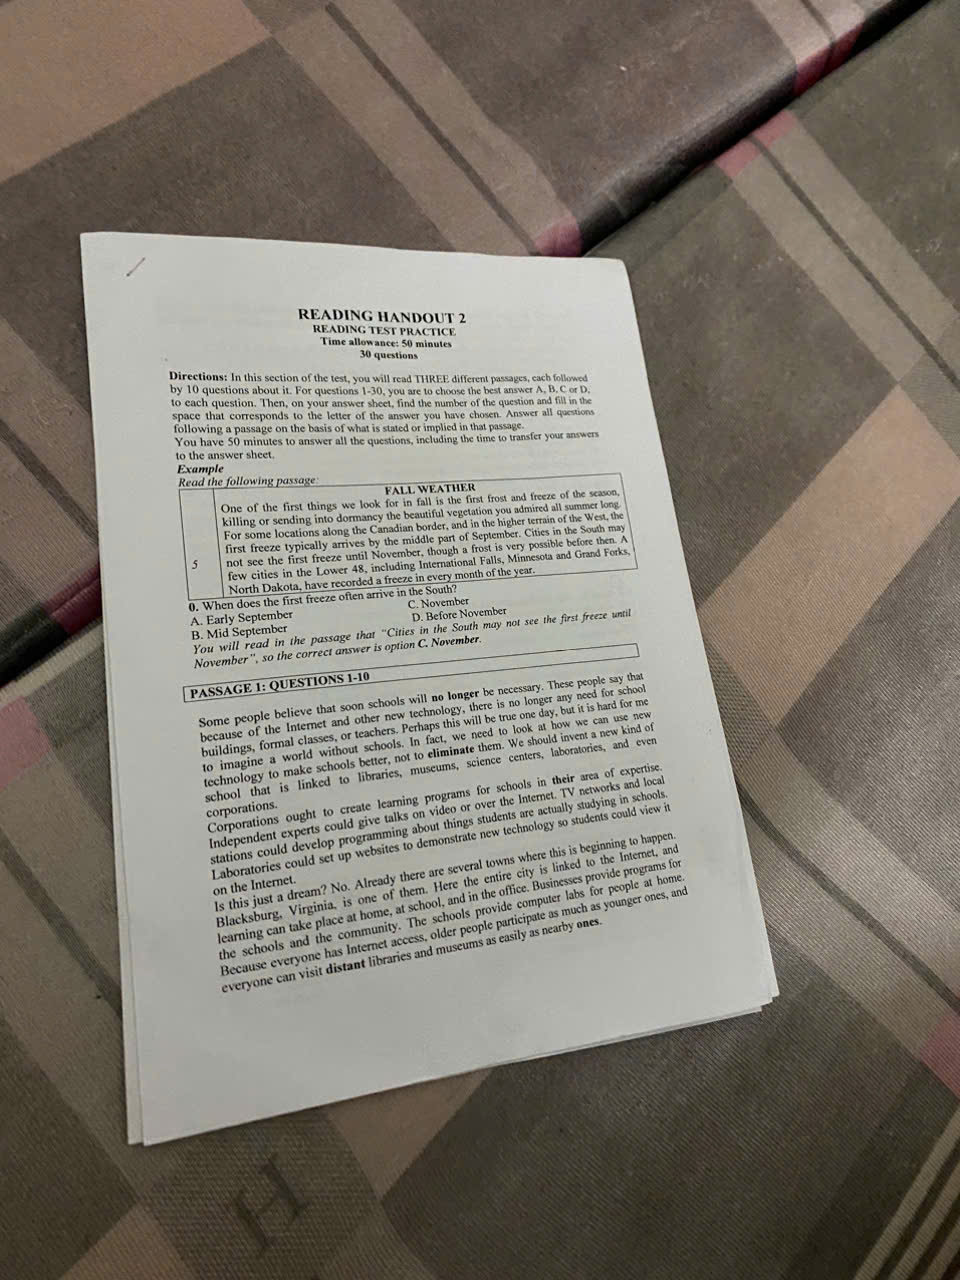 READING HANDOUT 2
READING TEST PRACTICE
Time allowance: 50 minutes
30 questions
Directions: In this section of the test, you will read THREE different passages, each followed
by 10 questions about it. For questions 1-30, you are to choose the best answer A, B, C or D,
to each question. Then, on your answer sheet, find the number of the question and fill in the
space that corresponds to the letter of the answer you have chosen. Answer all questions
following a passage on the basis of what is stated or implied in that passage.
You have 50 minutes to answer all the questions, including the time to transfer your answers
to the answer sheet.
Example
Read the following passage:
FALL WEATHER
One of the first things we look for in fall is the first frost and freeze of the season,
killing or sending into dormancy the beautiful vegetation you admired all summer long.
For some locations along the Canadian border, and in the higher terrain of the West, the
first freeze typically arrives by the middle part of September. Cities in the South may
5 not see the first freeze until November, though a frost is very possible before then. A
few cities in the Lower 48, including International Falls, Minnesota and Grand Forks,
North Dakota, have recorded a freeze in every month of the year.
0. When does the first freeze often arrive in the South?
A. Early September C. November
B. Mid September D. Before November
You will read in the passage that "Cities in the South may not see the first freeze until
November", so the correct answer is option C. November.
PASSAGE 1: QUESTIONS 1-10
Some people believe that soon schools will no longer be necessary. These people say that
because of the Internet and other new technology, there is no longer any need for school
buildings, formal classes, or teachers. Perhaps this will be true one day, but it is hard for me
to imagine a world without schools. In fact, we need to look at how we can use new
technology to make schools better, not to eliminate them. We should invent a new kind of
school that is linked to libraries, museums, science centers, laboratories, and even
corporations.
Corporations ought to create learning programs for schools in their area of expertise.
Independent experts could give talks on video or over the Internet. TV networks and local
stations could develop programming about things students are actually studying in schools.
Laboratories could set up websites to demonstrate new technology so students could view it
on the Internet.
Is this just a dream? No. Already there are several towns where this is beginning to happen.
Blacksburg, Virginia, is one of them. Here the entire city is linked to the Internet, and
learning can take place at home, at school, and in the office. Businesses provide programs for
the schools and the community. The schools provide computer labs for people at home.
Because everyone has Internet access, older people participate as much as younger ones, and
everyone can visit distant libraries and museums as easily as nearby ones.
H